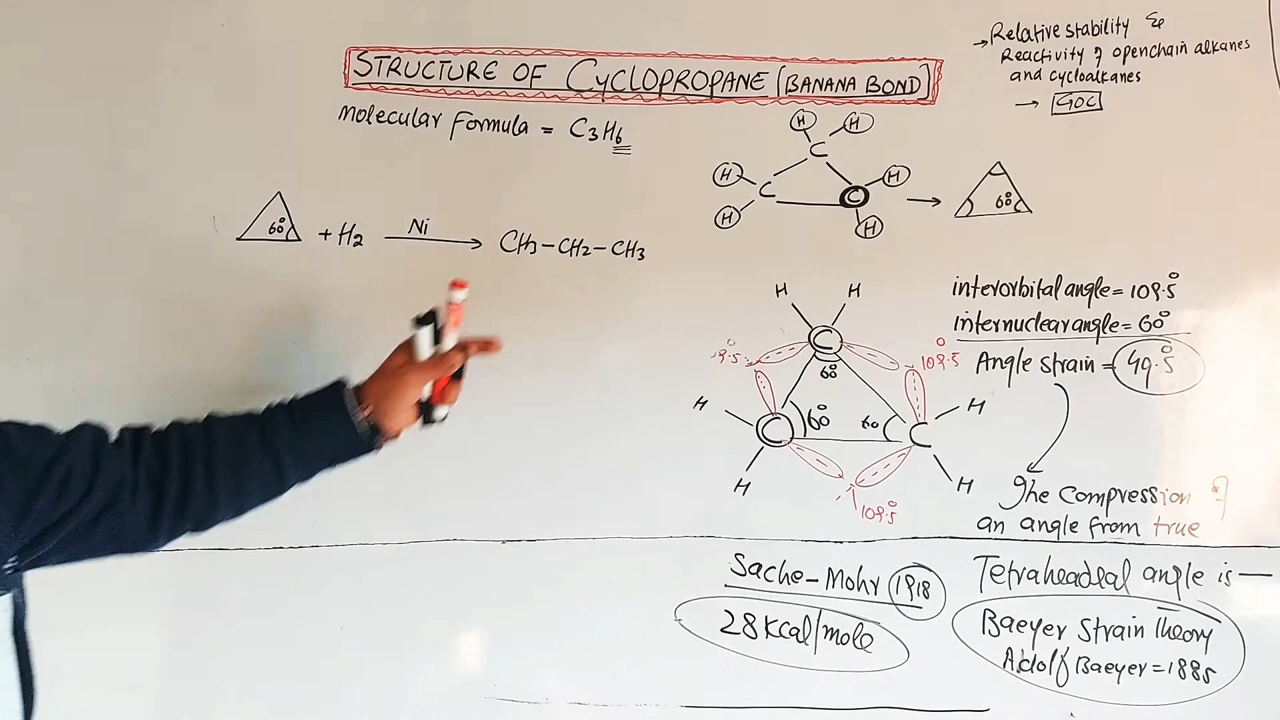 STRUCTURE OF CYCLOPROPANE [BANANA BOND]
→ Relative stability &
Reactivity of openchain alkanes
and cycloalkanes
→ GOC
Molecular Formula = C3H6
H H
C
H C C H
H H
→ 60°
60° + H2 Ni → CH3-CH2-CH3
interorbital angle = 109.5°
internuclear angle = 60°
Angle strain = 49.5°
H H
C
60°
109.5°
H C 60° 60 C H
H H
109.5°
The compression of
an angle from true
Tetraheadeal angle is —
Sache-Mohr 1918
28 Kcal/mole
Baeyer Strain Theory
Adolf Baeyer = 1885